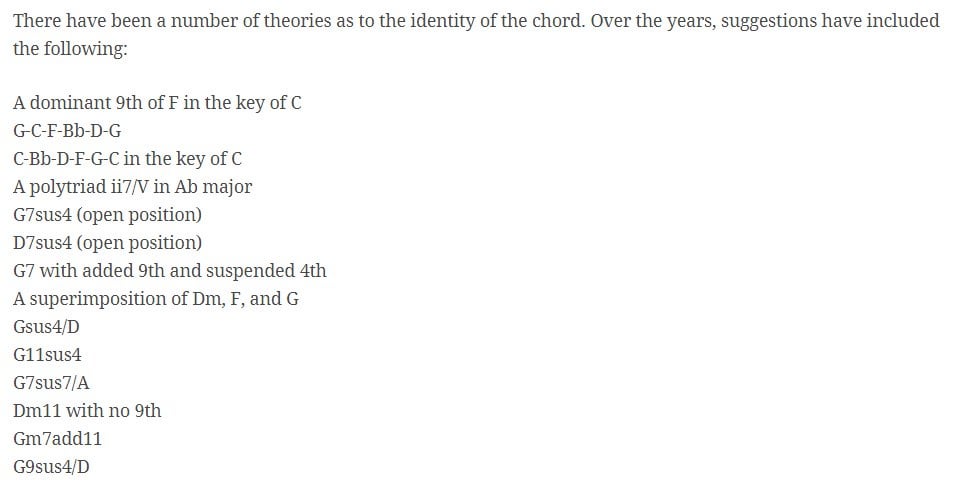 There have been a number of theories as to the identity of the chord. Over the years, suggestions have included
the following:
A dominant 9th of F in the key of C
G-C-F-Bb-D-G
C-Bb-D-F-G-C in the key of C
A polytriad ii7/V in Ab major
G7sus4 (open position)
D7sus4 (open position)
G7 with added 9th and suspended 4th
A superimposition of Dm, F, and G
Gsus4/D
G11sus4
G7sus7/A
Dm11 with no 9th
Gm7add11
G9sus4/D